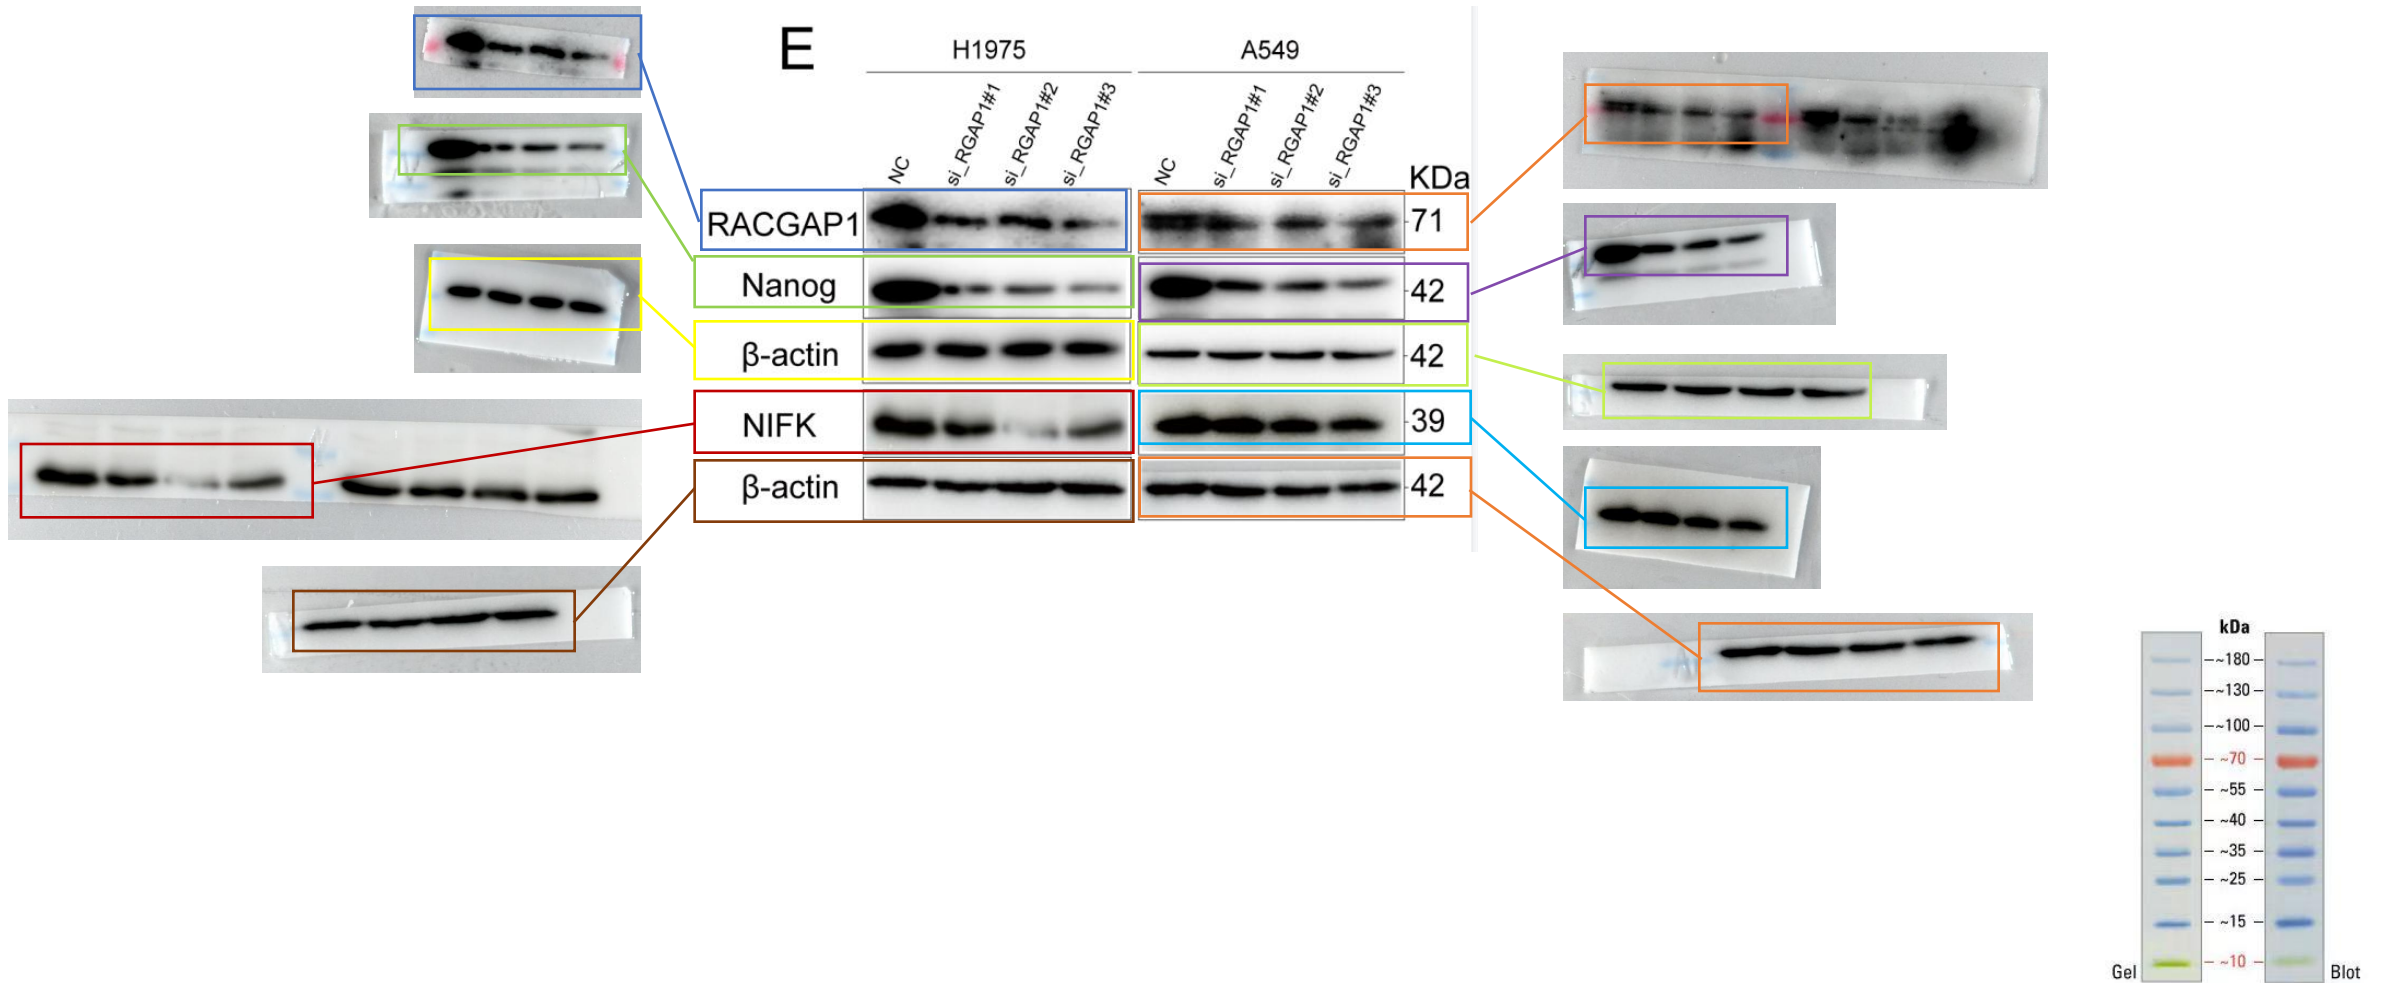 E
H1975
A549
NC
si_RGAP1#1
si_RGAP1#2
si_RGAP1#3
NC
si_RGAP1#1
si_RGAP1#2
si_RGAP1#3
KDa
RACGAP1
71
Nanog
42
β-actin
42
NIFK
39
β-actin
42
kDa
~180
~130
~100
~70
~55
~40
~35
~25
~15
~10
Gel
Blot